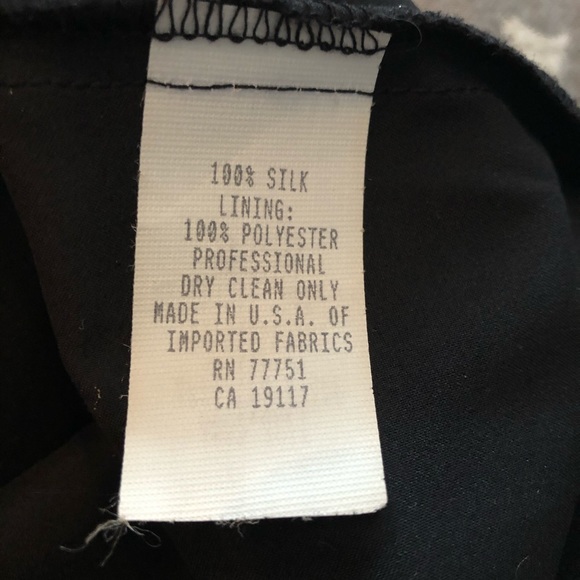 100% SILK
LINING:
100% POLYESTER
PROFESSIONAL
DRY CLEAN ONLY
MADE IN U.S.A. OF
IMPORTED FABRICS
RN 77751
CA 19117